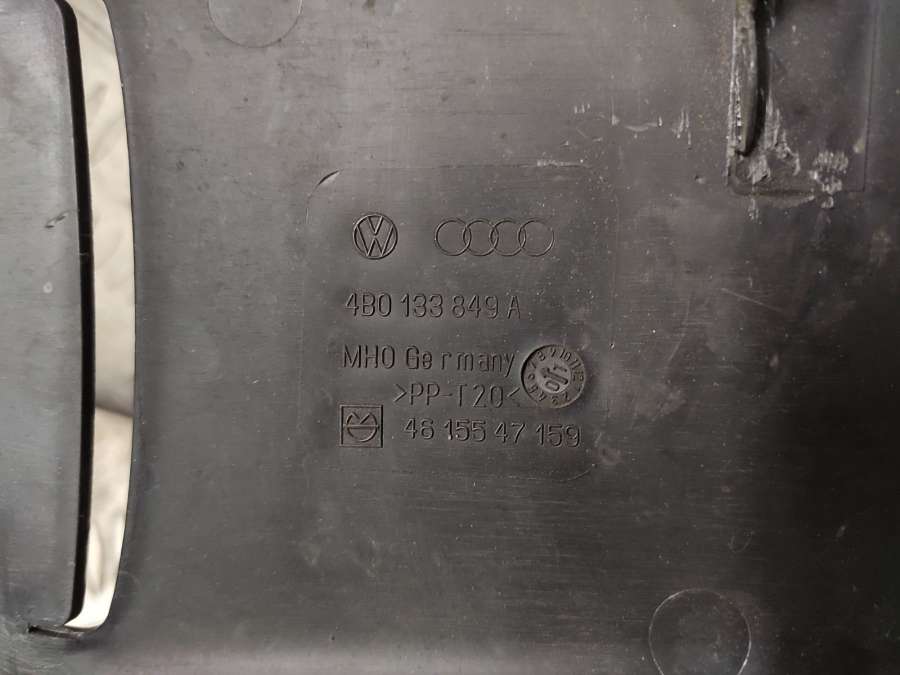 4B0 133 849 A
MHO Germany
>PP-T20<
46 155 47 159